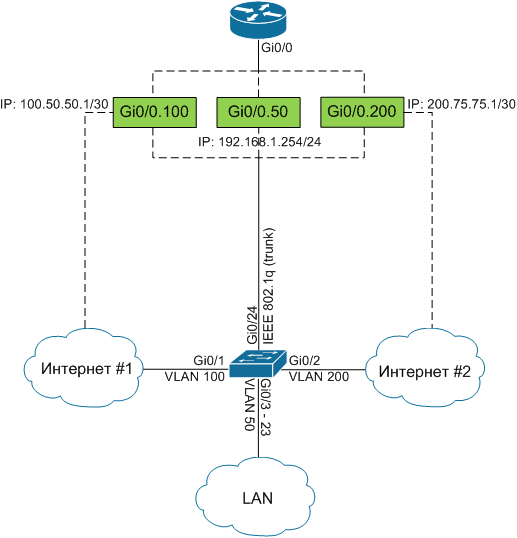 Gi0/0
IP: 100.50.50.1/30
IP: 200.75.75.1/30
Gi0/0.100
Gi0/0.50
Gi0/0.200
IP: 192.168.1.254/24
Gi0/24
IEEE 802.1q (trunk)
Интернет #1
Gi0/1
VLAN 100
Gi0/2
VLAN 200
Интернет #2
VLAN 50
Gi0/3 - 23
LAN